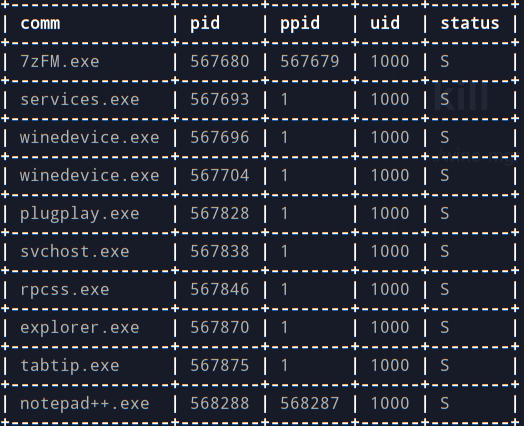 comm | pid | ppid | uid | status
7zFM.exe | 567680 | 567679 | 1000 | S
services.exe | 567693 | 1 | 1000 | S
winedevice.exe | 567696 | 1 | 1000 | S
winedevice.exe | 567704 | 1 | 1000 | S
plugplay.exe | 567828 | 1 | 1000 | S
svchost.exe | 567838 | 1 | 1000 | S
rpcss.exe | 567846 | 1 | 1000 | S
explorer.exe | 567870 | 1 | 1000 | S
tabtip.exe | 567875 | 1 | 1000 | S
notepad++.exe | 568288 | 568287 | 1000 | S
kill